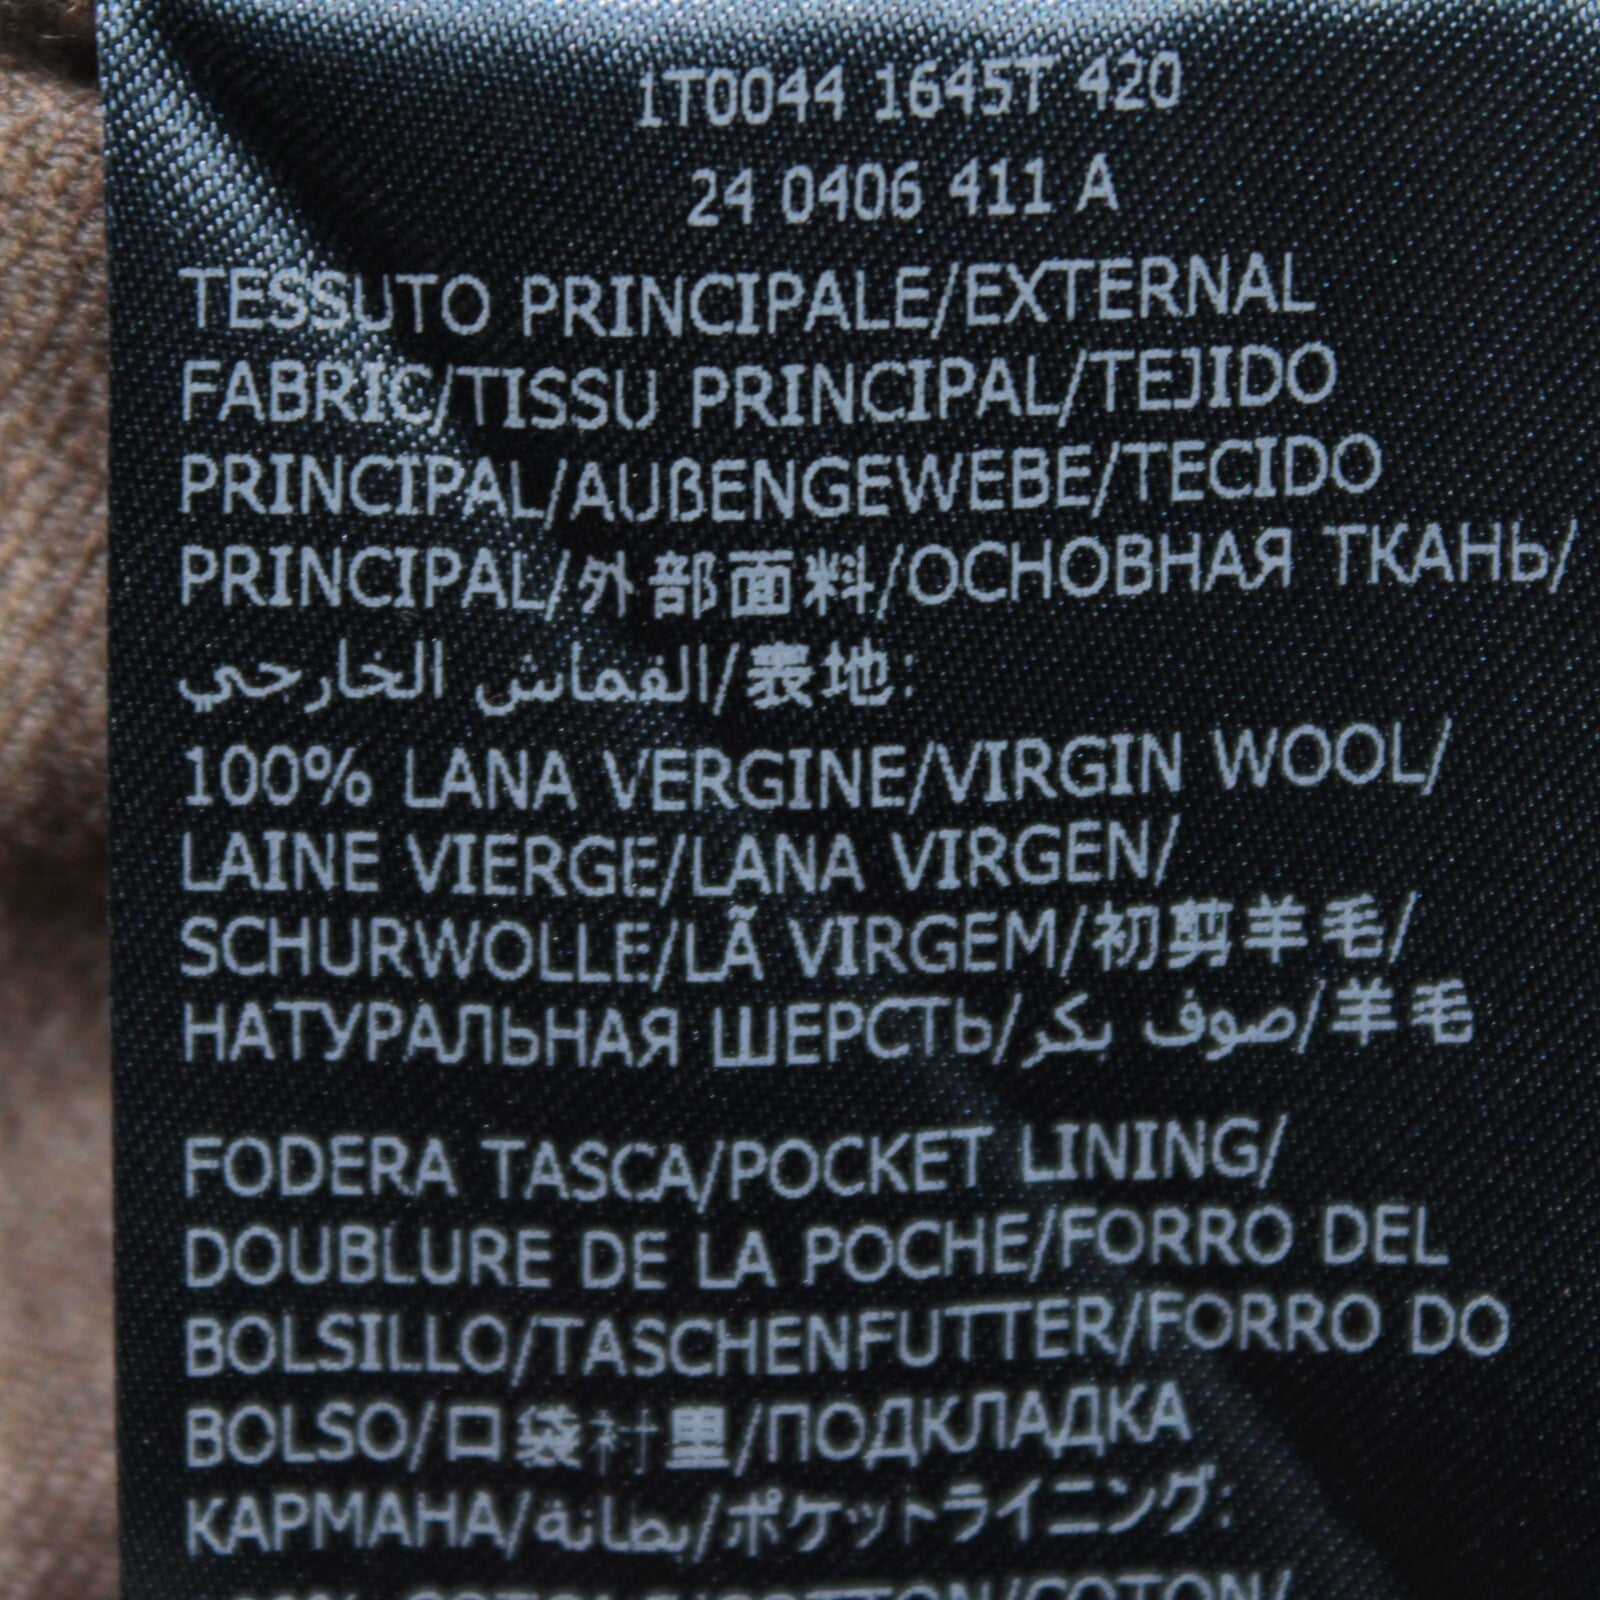 1T0044 1645T 420
24 0406 411 A
TESSUTO PRINCIPALE/EXTERNAL
FABRIC/TISSU PRINCIPAL/TEJIDO
PRINCIPAL/AUßENGEWEBE/TECIDO
PRINCIPAL/外部面料/ОСНОВНАЯ ТКАНЬ/
القماش الخارجي/表地:
100% LANA VERGINE/VIRGIN WOOL/
LAINE VIERGE/LANA VIRGEN/
SCHURWOLLE/LÃ VIRGEM/初剪羊毛/
НАТУРАЛЬНАЯ ШЕРСТЬ/صوف بكر/羊毛
FODERA TASCA/POCKET LINING/
DOUBLURE DE LA POCHE/FORRO DEL
BOLSILLO/TASCHENFUTTER/FORRO DO
BOLSO/口袋衬里/ПОДКЛАДКА
КАРМАНА/بطانة/ポケットライニング:
COTONE/COTTON/COTON/